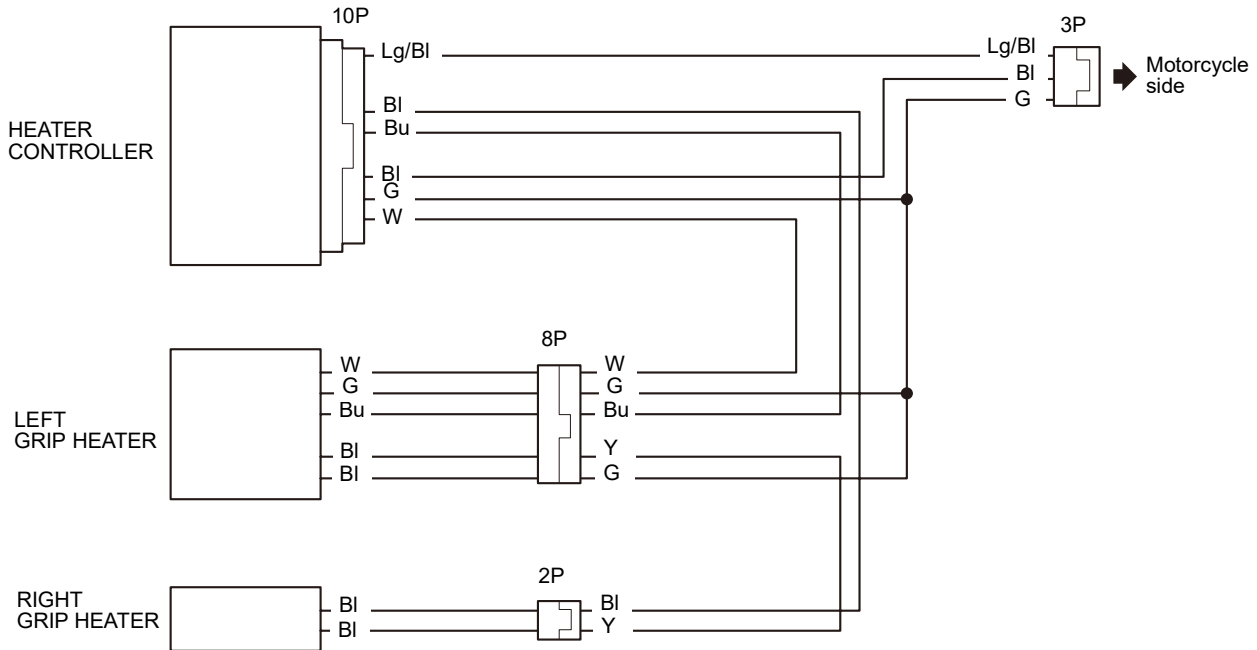 10P
3P
Lg/Bl
Lg/Bl
Bl
G
Motorcycle
side
HEATER
CONTROLLER
Bl
Bu
Bl
G
W
8P
LEFT
GRIP HEATER
W
G
Bu
Bl
Bl
W
G
Bu
Y
G
2P
RIGHT
GRIP HEATER
Bl
Bl
Bl
Y